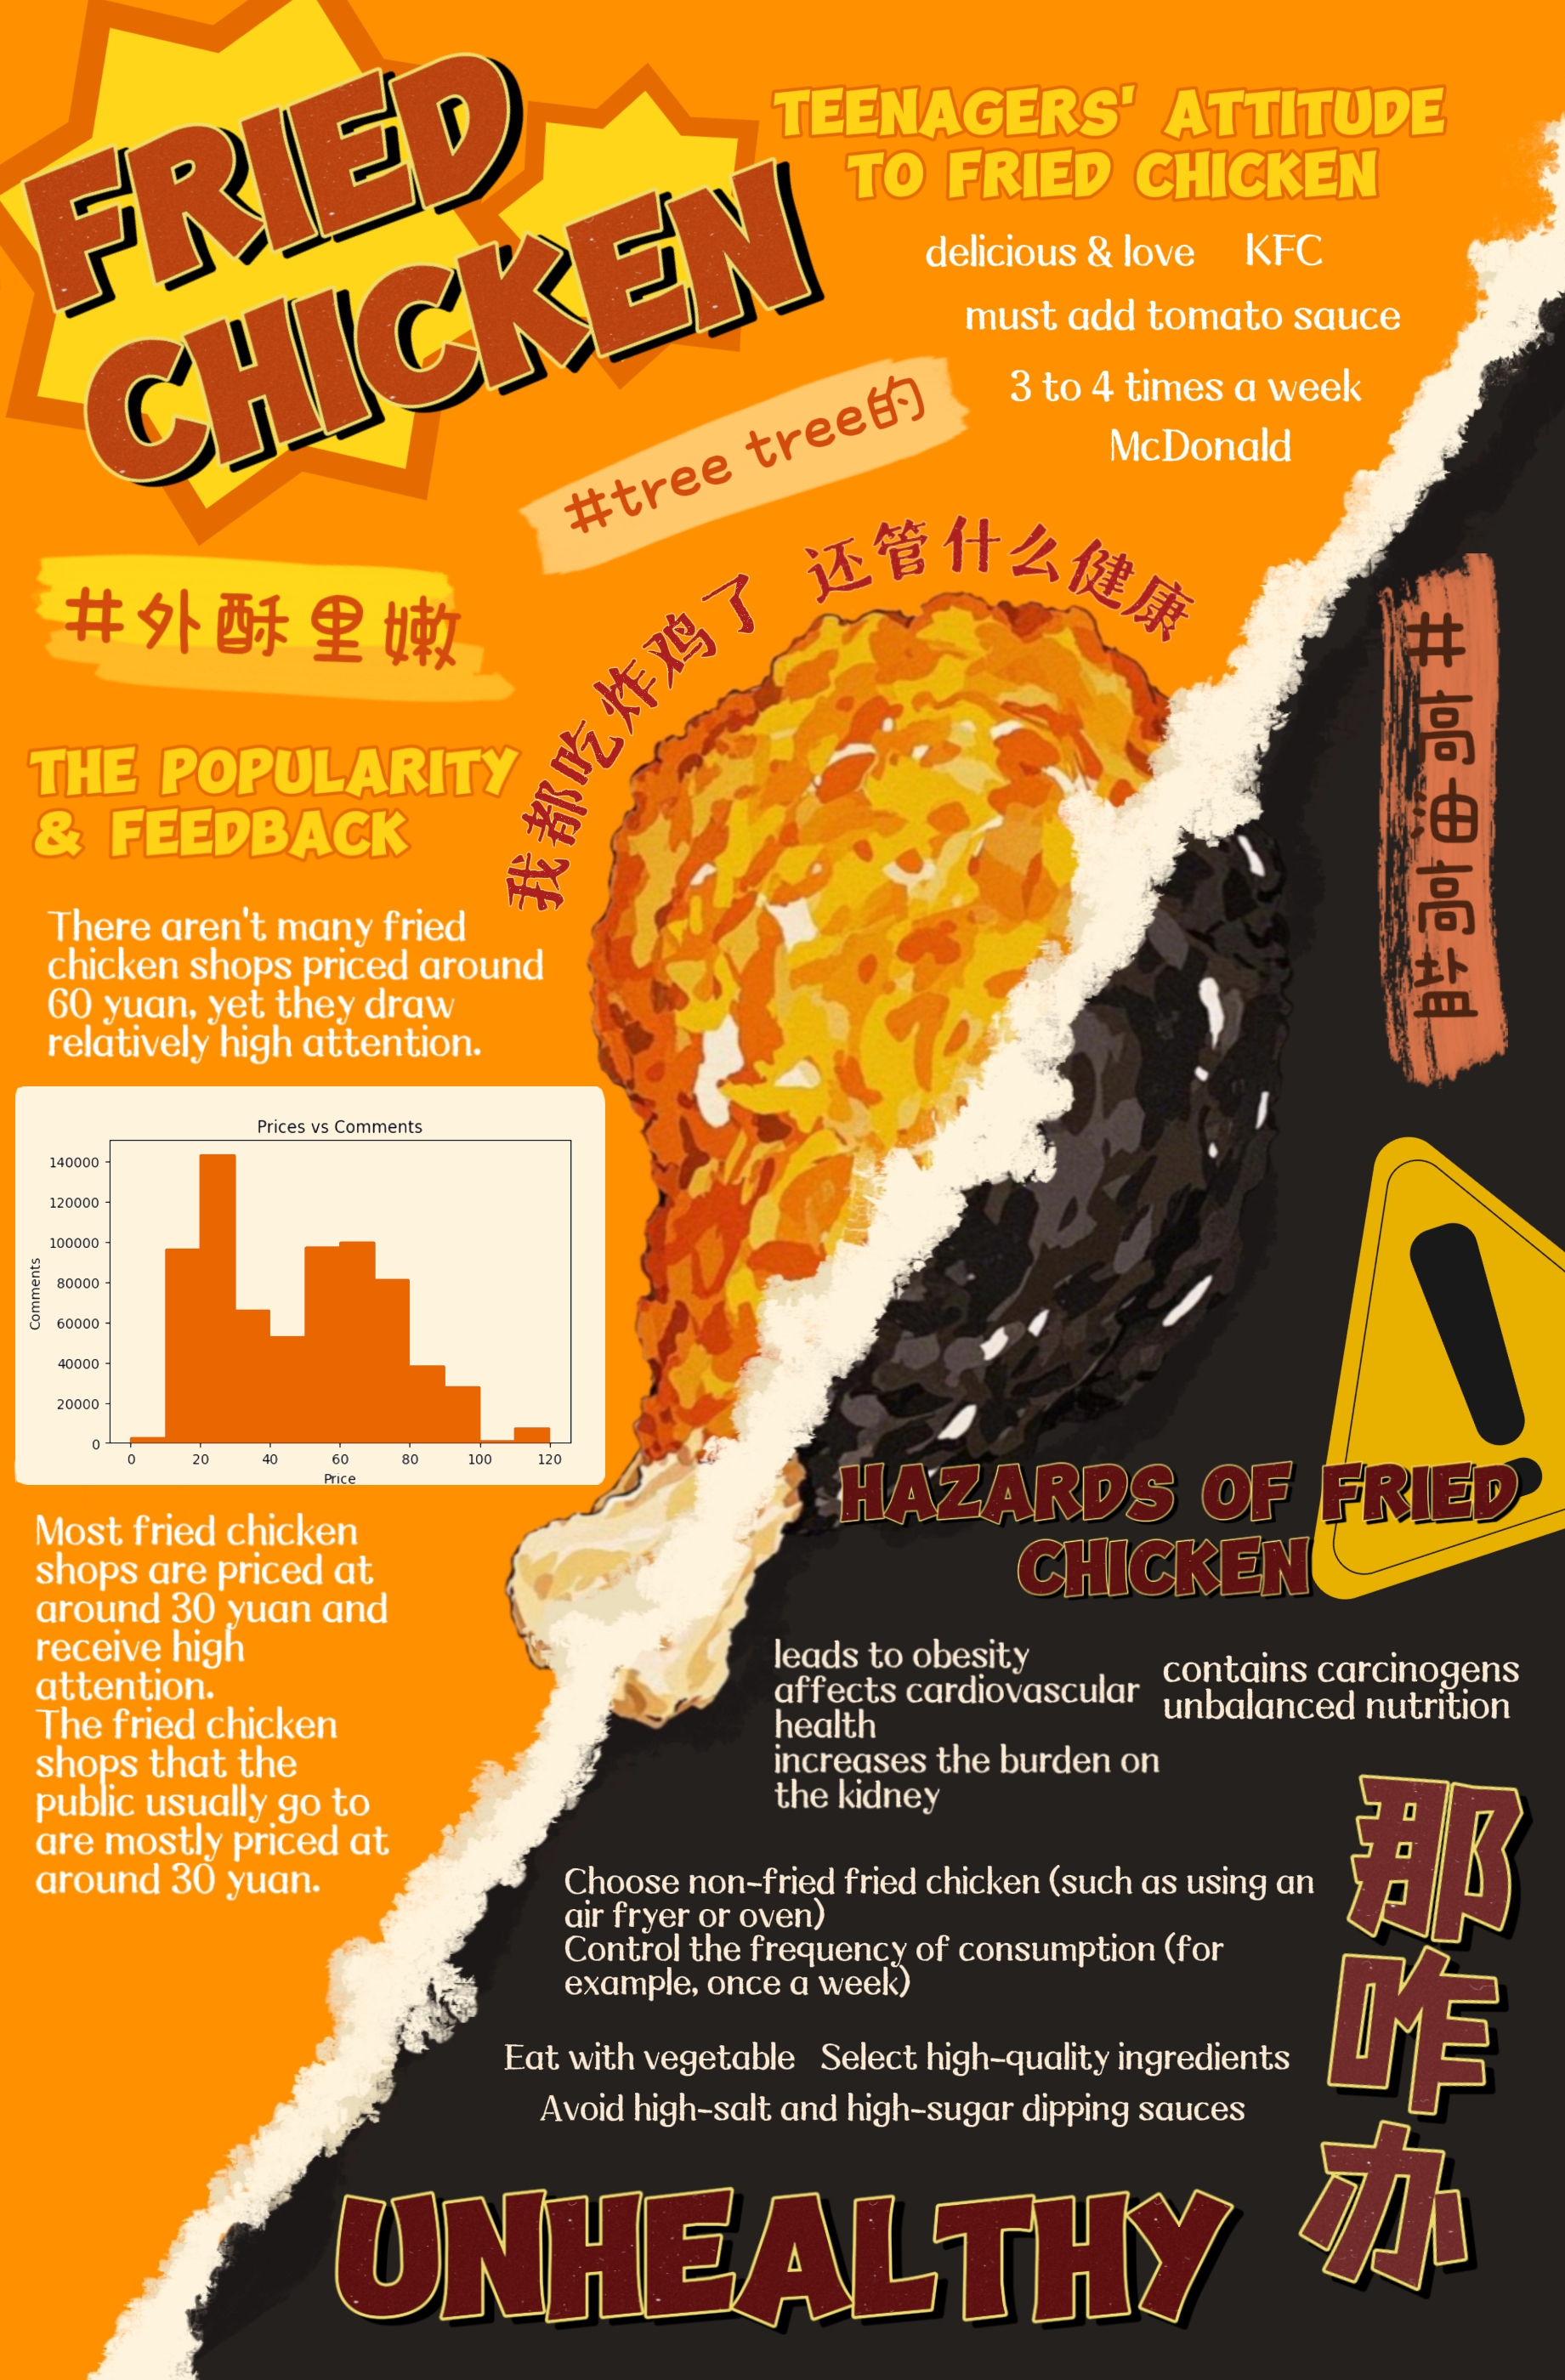 FRIED
CHICKEN
TEENAGERS' ATTITUDE
TO FRIED CHICKEN
delicious & love KFC
must add tomato sauce
3 to 4 times a week
McDonald
#tree tree的
#外酥里嫩
我都吃炸鸡了 还管什么健康
#高油高脂
THE POPULARITY
& FEEDBACK
There aren't many fried
chicken shops priced around
60 yuan, yet they draw
relatively high attention.
Prices vs Comments
Comments
140000
120000
100000
80000
60000
40000
20000
0
0 20 40 60 80 100 120
Price
Most fried chicken
shops are priced at
around 30 yuan and
receive high
attention.
The fried chicken
shops that the
public usually go to
are mostly priced at
around 30 yuan.
HAZARDS OF FRIED
CHICKEN
leads to obesity
affects cardiovascular
health
increases the burden on
the kidney
contains carcinogens
unbalanced nutrition
那咋办
Choose non-fried fried chicken (such as using an
air fryer or oven)
Control the frequency of consumption (for
example, once a week)
Eat with vegetable Select high-quality ingredients
Avoid high-salt and high-sugar dipping sauces
UNHEALTHY